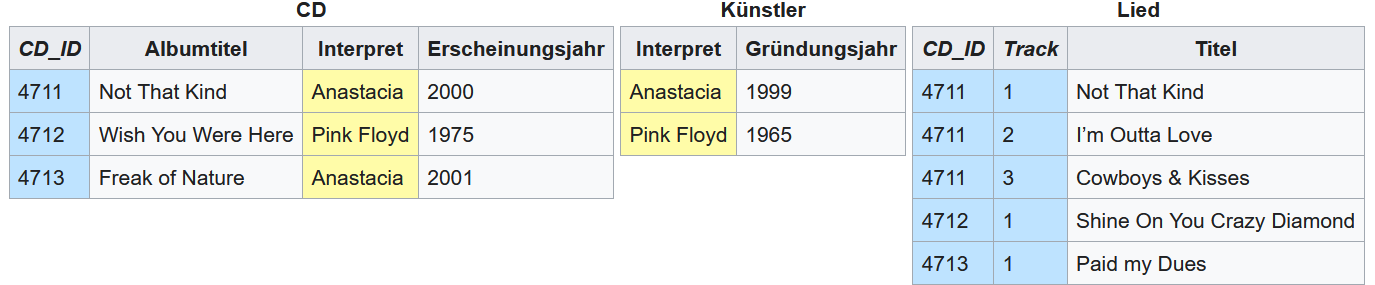 CD
CD_ID Albumtitel Interpret Erscheinungsjahr
4711 Not That Kind Anastacia 2000
4712 Wish You Were Here Pink Floyd 1975
4713 Freak of Nature Anastacia 2001
Künstler
Interpret Gründungsjahr
Anastacia 1999
Pink Floyd 1965
Lied
CD_ID Track Titel
4711 1 Not That Kind
4711 2 I’m Outta Love
4711 3 Cowboys & Kisses
4712 1 Shine On You Crazy Diamond
4713 1 Paid my Dues